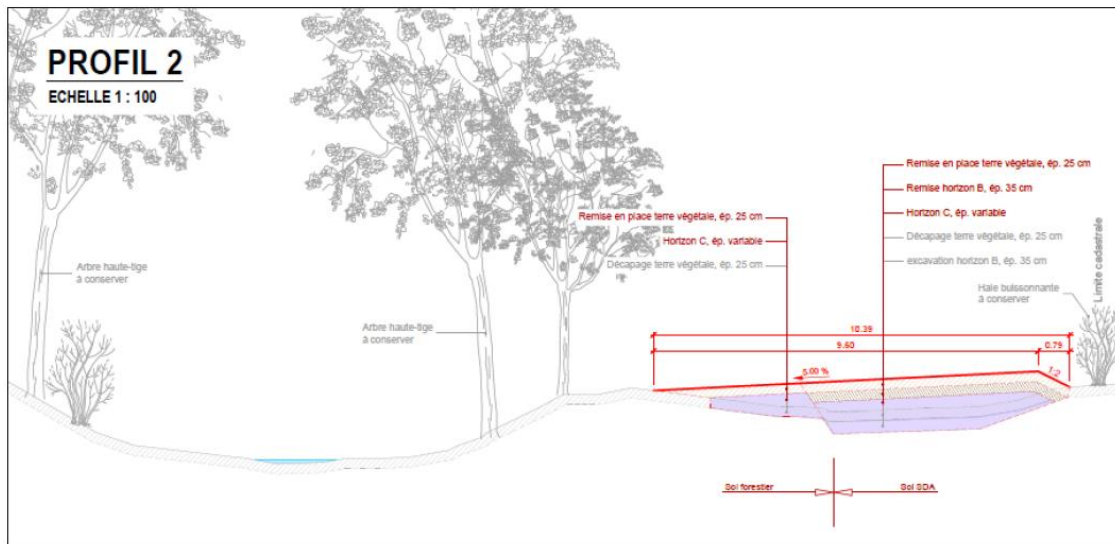 PROFIL 2
ECHELLE 1 : 100
Remise en place terre végétale, ép. 25 cm
Remise horizon B, ép. 35 cm
Horizon C, ép. variable
Décapage terre végétale, ép. 25 cm
excavation horizon B, ép. 35 cm
Remise en place terre végétale, ép. 25 cm
Horizon C, ép. variable
Décapage terre végétale, ép. 25 cm
Arbre haute-tige
à conserver
Arbre haute-tige
à conserver
Haie buissonnante
à conserver
Limite cadastrale
10.39
9.60
0.79
5.00 %
1:2
Sol forestier
Sol SDA